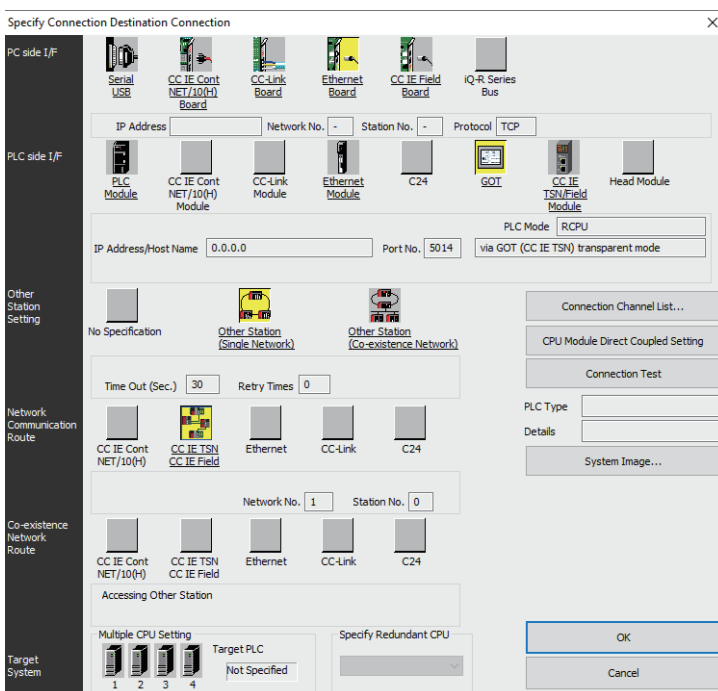 Specify Connection Destination Connection
PC side I/F
Serial
USB
CC IE Cont
NET/10(H)
Board
CC-Link
Board
Ethernet
Board
CC IE Field
Board
iQ-R Series
Bus
IP Address
Network No. -
Station No. -
Protocol TCP
PLC side I/F
PLC
Module
CC IE Cont
NET/10(H)
Module
CC-Link
Module
Ethernet
Module
C24
GOT
CC IE
TSN/Field
Module
Head Module
PLC Mode RCPU
IP Address/Host Name 0.0.0.0
Port No. 5014
via GOT (CC IE TSN) transparent mode
Other
Station
Setting
No Specification
Other Station
(Single Network)
Other Station
(Co-existence Network)
Connection Channel List...
CPU Module Direct Coupled Setting
Connection Test
Time Out (Sec.) 30
Retry Times 0
PLC Type
Details
System Image...
Network
Communication
Route
CC IE Cont
NET/10(H)
CC IE TSN
CC IE Field
Ethernet
CC-Link
C24
Network No. 1
Station No. 0
Co-existence
Network
Route
CC IE Cont
NET/10(H)
CC IE TSN
CC IE Field
Ethernet
CC-Link
C24
Accessing Other Station
Multiple CPU Setting
Specify Redundant CPU
Target
System
1 2 3 4
Target PLC
Not Specified
OK
Cancel